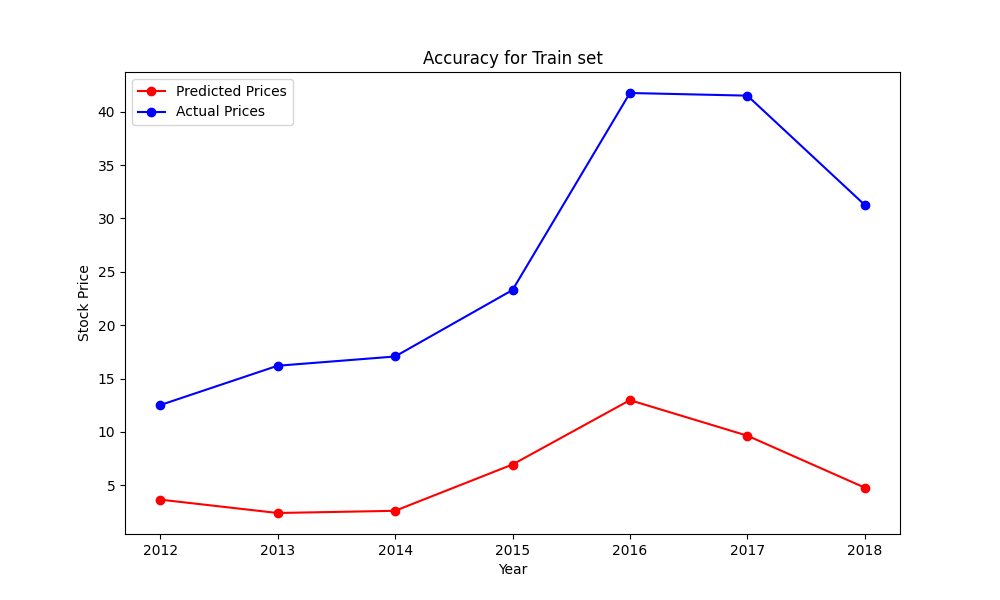 Accuracy for Train set
Predicted Prices
Actual Prices
40
35
30
25
20
15
10
5
Stock Price
2012 2013 2014 2015 2016 2017 2018
Year